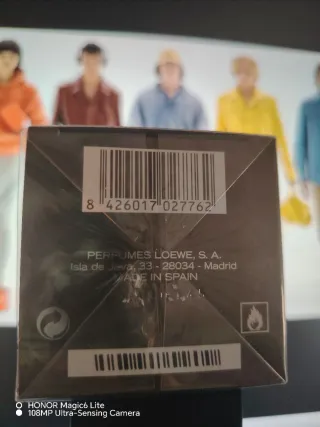 8 426017 027762
PERFUMES LOEWE, S. A.
Isla de Java, 33 - 28034 - Madrid
MADE IN SPAIN
HONOR Magic6 Lite
108MP Ultra-Sensing Camera